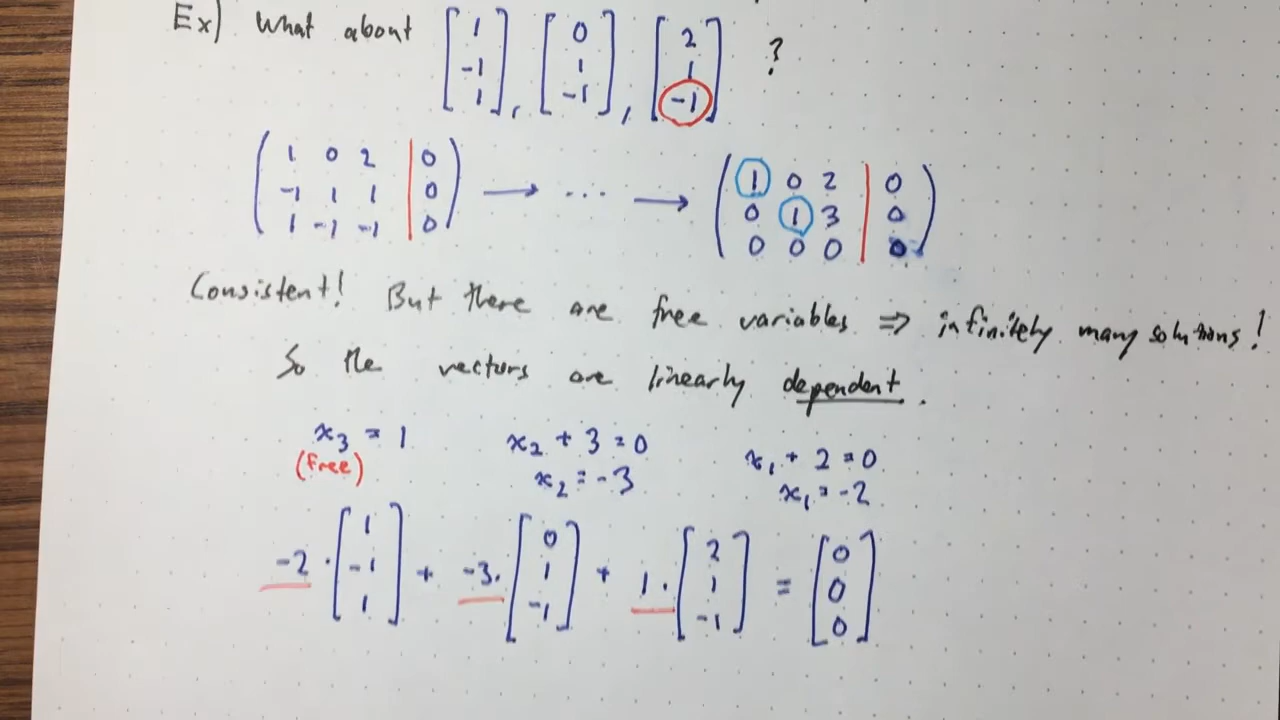 Ex) What about [1 -1 1], [0 1 -1], [2 1 -1] ?
( 1 0 2 | 0 ) → ... → ( 1 0 2 | 0 )
( -1 1 1 | 0 ) ( 0 1 3 | 0 )
( 1 -1 -1 | 0 ) ( 0 0 0 | 0 )
Consistent! But there are free variables ⇒ infinitely many solutions!
So the vectors are linearly dependent.
x₃ = 1 x₂ + 3 = 0 x₁ + 2 = 0
(free) x₂ = -3 x₁ = -2
-2 · [1 -1 1] + -3 · [0 1 -1] + 1 · [2 1 -1] = [0 0 0]